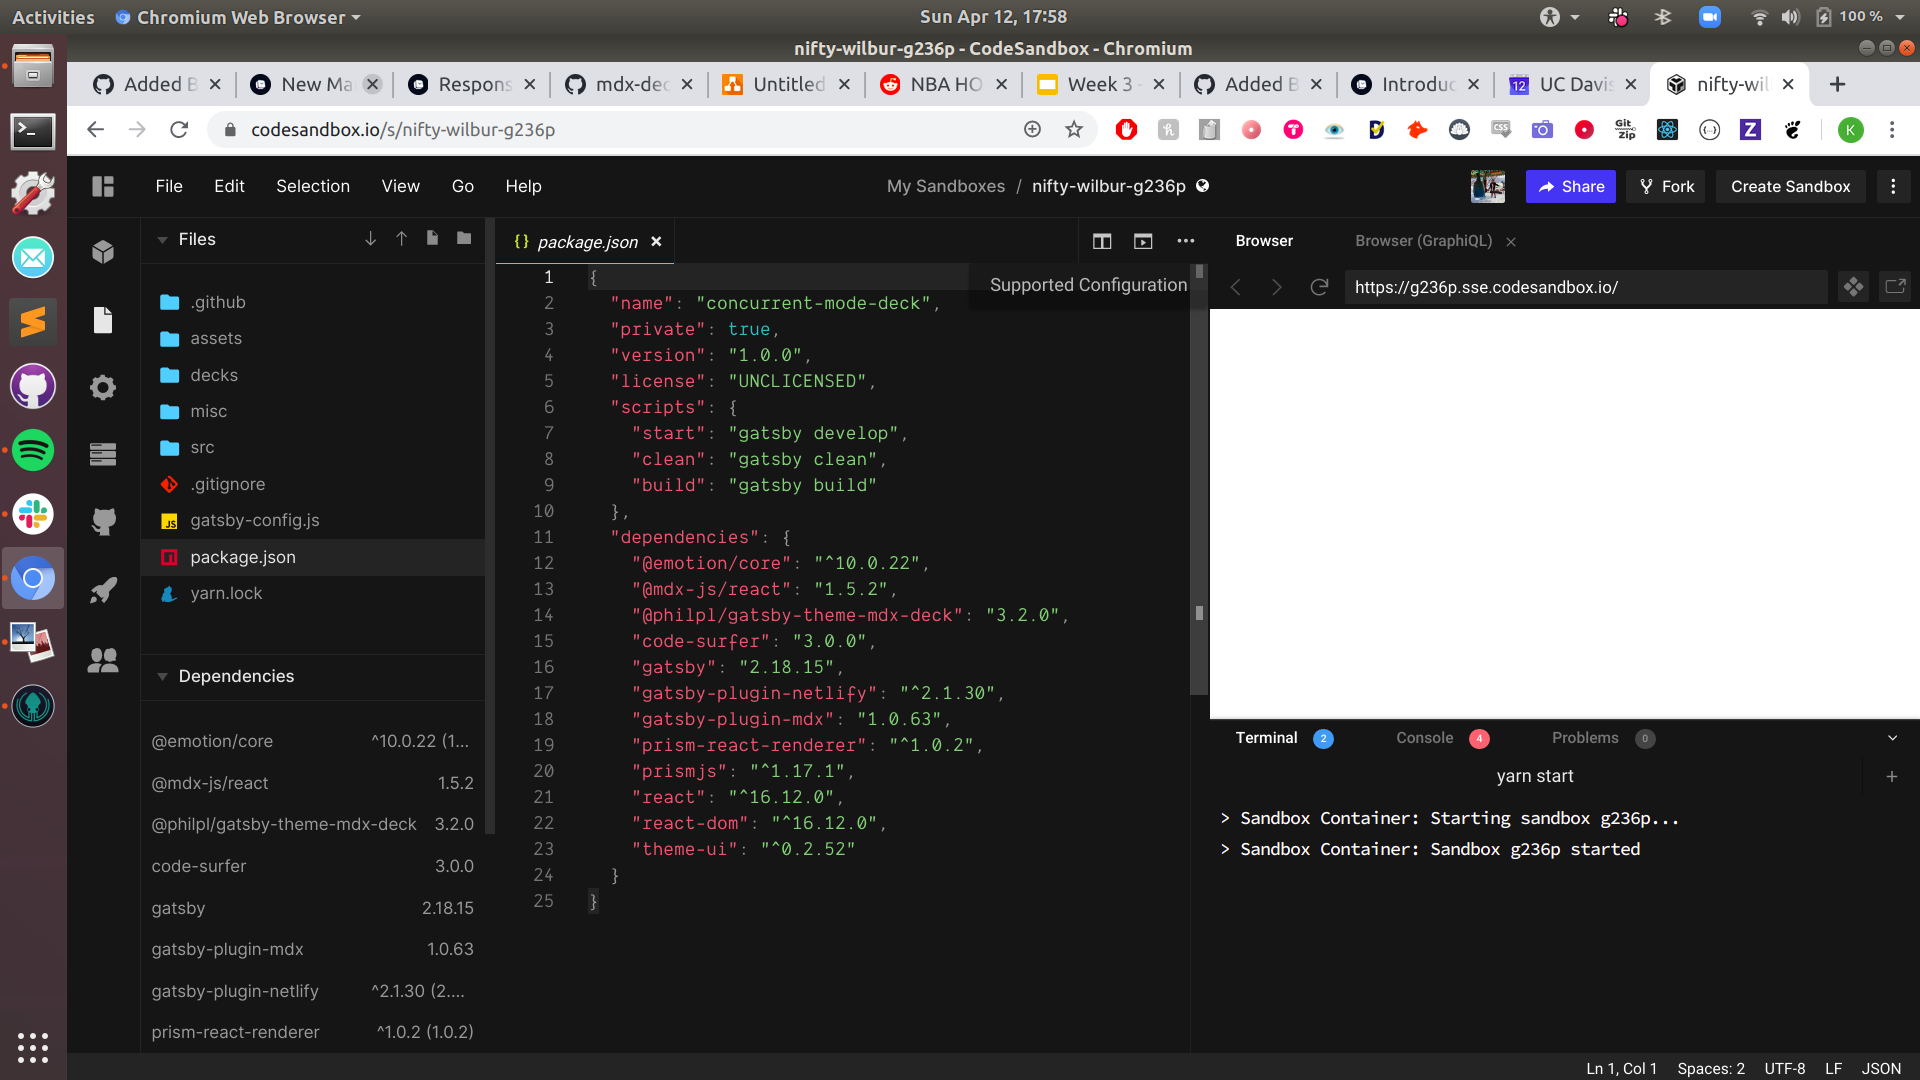 Activities Chromium Web Browser Sun Apr 12, 17:58 100 %
nifty-wilbur-g236p - CodeSandbox - Chromium
Added B New Ma Respons mdx-dec Untitled NBA HO Week 3 - Added B Introduc 12 UC Davis nifty-wil
codesandbox.io/s/nifty-wilbur-g236p CSS Git Zip Z K
File Edit Selection View Go Help My Sandboxes / nifty-wilbur-g236p Share Fork Create Sandbox
Files
.github
assets
decks
misc
src
.gitignore
JS gatsby-config.js
package.json
yarn.lock
Dependencies
@emotion/core ^10.0.22 (1...
@mdx-js/react 1.5.2
@philpl/gatsby-theme-mdx-deck 3.2.0
code-surfer 3.0.0
gatsby 2.18.15
gatsby-plugin-mdx 1.0.63
gatsby-plugin-netlify ^2.1.30 (2....
prism-react-renderer ^1.0.2 (1.0.2)
{} package.json
Supported Configuration
1 {
2 "name": "concurrent-mode-deck",
3 "private": true,
4 "version": "1.0.0",
5 "license": "UNCLICENSED",
6 "scripts": {
7 "start": "gatsby develop",
8 "clean": "gatsby clean",
9 "build": "gatsby build"
10 },
11 "dependencies": {
12 "@emotion/core": "^10.0.22",
13 "@mdx-js/react": "1.5.2",
14 "@philpl/gatsby-theme-mdx-deck": "3.2.0",
15 "code-surfer": "3.0.0",
16 "gatsby": "2.18.15",
17 "gatsby-plugin-netlify": "^2.1.30",
18 "gatsby-plugin-mdx": "1.0.63",
19 "prism-react-renderer": "^1.0.2",
20 "prismjs": "^1.17.1",
21 "react": "^16.12.0",
22 "react-dom": "^16.12.0",
23 "theme-ui": "^0.2.52"
24 }
25 }
Browser Browser (GraphiQL)
https://g236p.sse.codesandbox.io/
Terminal 2 Console 4 Problems 0
yarn start
> Sandbox Container: Starting sandbox g236p...
> Sandbox Container: Sandbox g236p started
Ln 1, Col 1 Spaces: 2 UTF-8 LF JSON